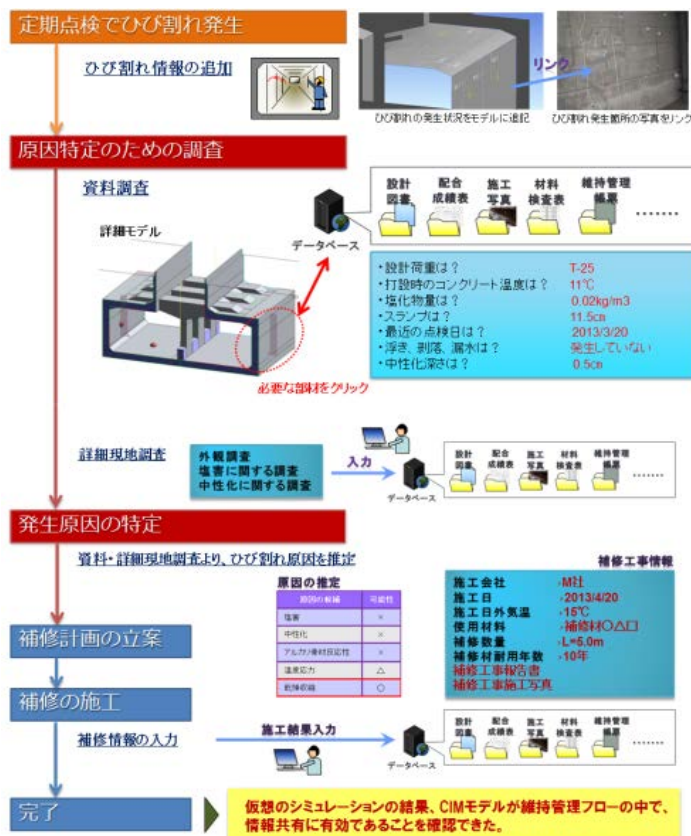 定期点検でひび割れ発生
ひび割れ情報の追加
リンク
ひび割れの発生状況をモデルに追記
ひび割れ発生箇所の写真をリンク
原因特定のための調査
資料調査
詳細モデル
データベース
設計図書
配合成績表
施工写真
材料検査表
維持管理帳票
・・・・・・・
・設計荷重は? T-25
・打設時のコンクリート温度は? 11℃
・塩化物量は? 0.02kg/m3
・スランプは? 11.5cm
・最近の点検日は? 2013/3/20
・浮き、剥落、漏水は? 発生していない
・中性化深さは? 0.5cm
必要な部材をクリック
詳細現地調査
外観調査
塩害に関する調査
中性化に関する調査
入力
データベース
設計図書
配合成績表
施工写真
材料検査表
維持管理帳票
・・・・・・・
発生原因の特定
資料・詳細現地調査より、ひび割れ原因を推定
原因の推定
原因の候補 可能性
塩害 ×
中性化 ×
アルカリ骨材反応性 ×
温度応力 △
乾燥収縮 ○
補修工事情報
施工会社 ・M社
施工日 ・2013/4/20
施工日外気温 ・15℃
使用材料 ・補修材○△□
補修数量 ・L=5.0m
補修材耐用年数 ・10年
補修工事報告書
補修工事施工写真
補修計画の立案
補修の施工
補修情報の入力
施工結果入力
データベース
設計図書
配合成績表
施工写真
材料検査表
維持管理帳票
・・・・・・・
完了
仮想のシミュレーションの結果、CIMモデルが維持管理フローの中で、
情報共有に有効であることを確認できた。